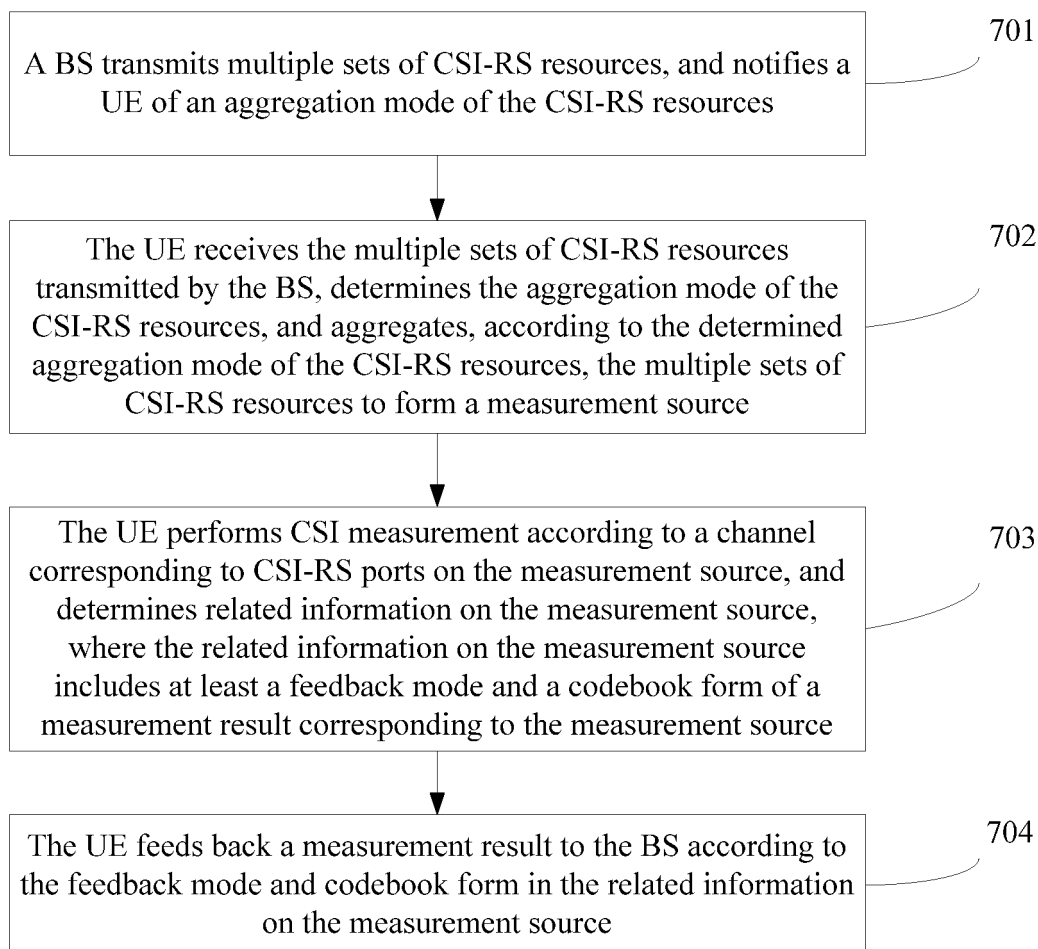 701
A BS transmits multiple sets of CSI-RS resources, and notifies a
UE of an aggregation mode of the CSI-RS resources
702
The UE receives the multiple sets of CSI-RS resources
transmitted by the BS, determines the aggregation mode of the
CSI-RS resources, and aggregates, according to the determined
aggregation mode of the CSI-RS resources, the multiple sets of
CSI-RS resources to form a measurement source
703
The UE performs CSI measurement according to a channel
corresponding to CSI-RS ports on the measurement source, and
determines related information on the measurement source,
where the related information on the measurement source
includes at least a feedback mode and a codebook form of a
measurement result corresponding to the measurement source
704
The UE feeds back a measurement result to the BS according to
the feedback mode and codebook form in the related information
on the measurement source